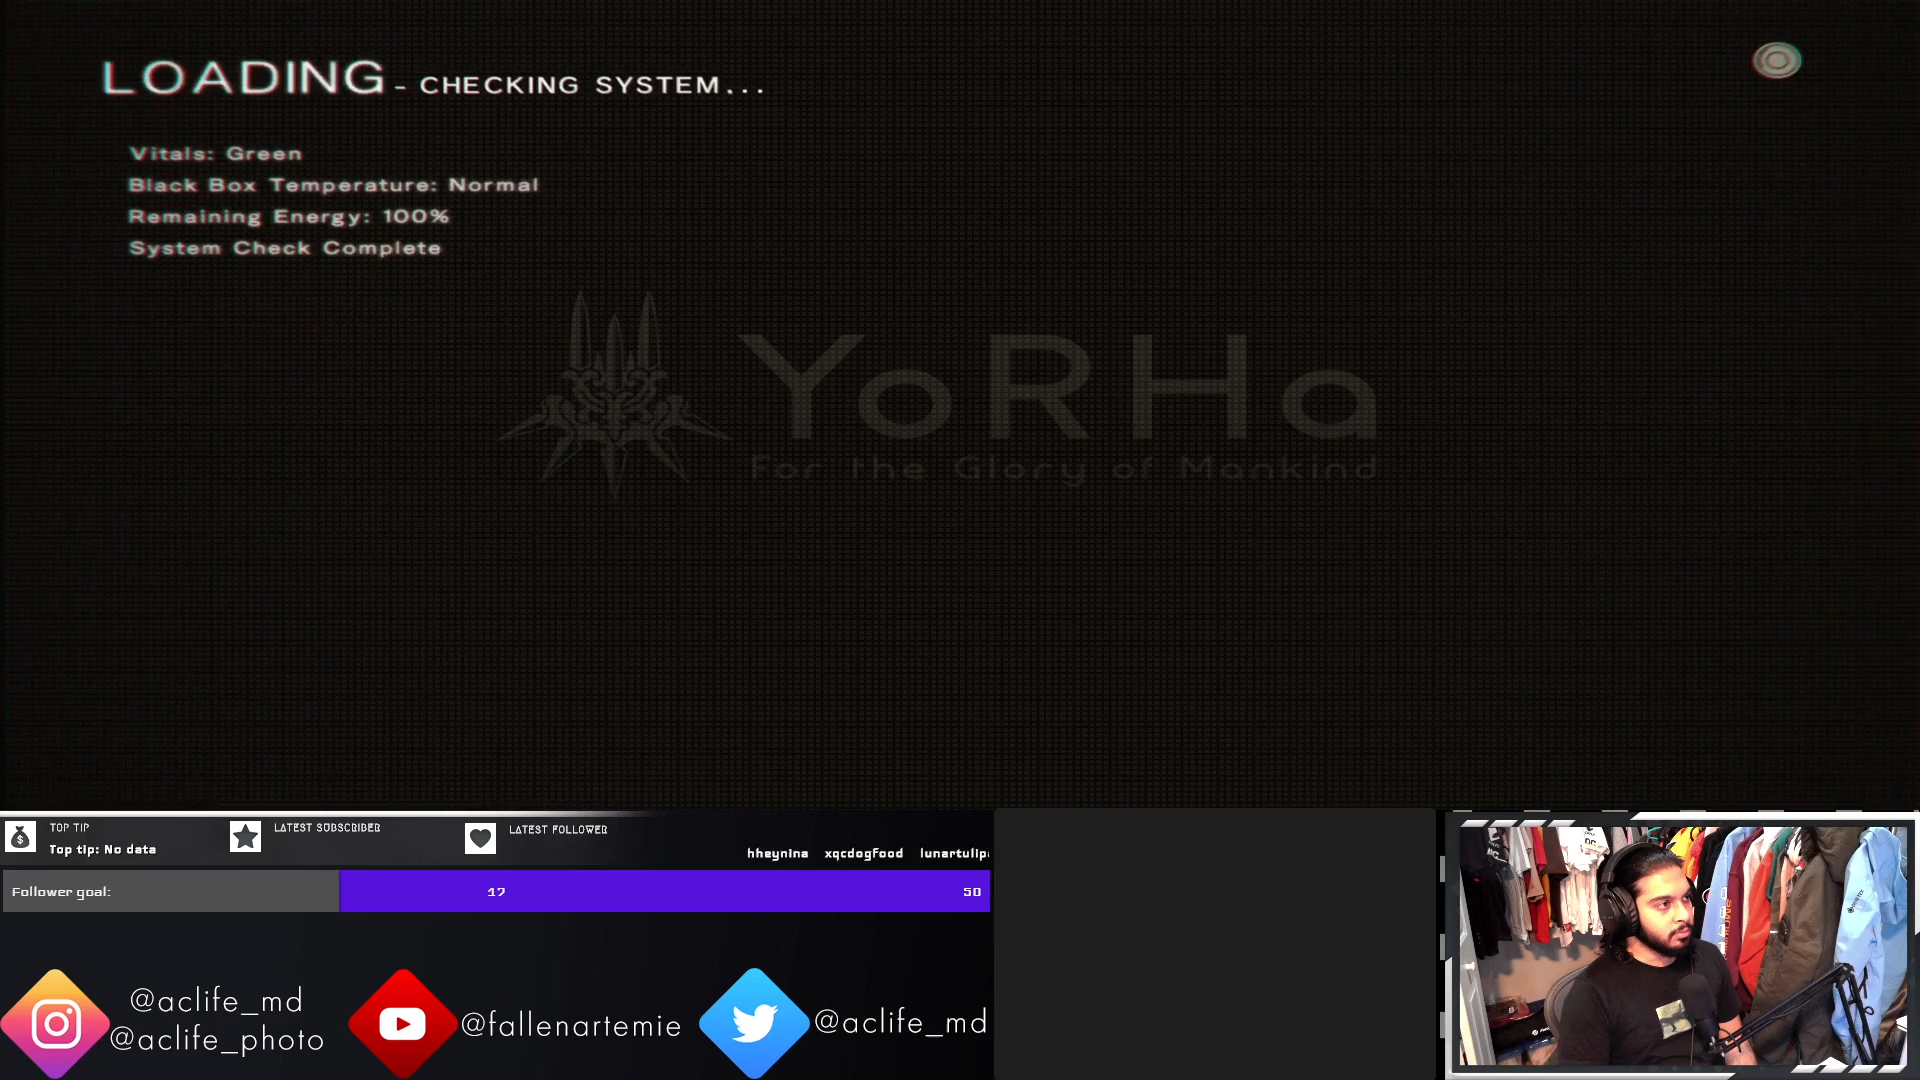 LOADING - CHECKING SYSTEM...
Vitals: Green
Black Box Temperature: Normal
Remaining Energy: 100%
System Check Complete
YoRHa
For the Glory of Mankind
TOP TIP
Top tip: No data
LATEST SUBSCRIBER
LATEST FOLLOWER
hheynina xqcdogfood lunartulip
Follower goal: 17 50
@aclife_md
@aclife_photo
@fallenartemie
@aclife_md